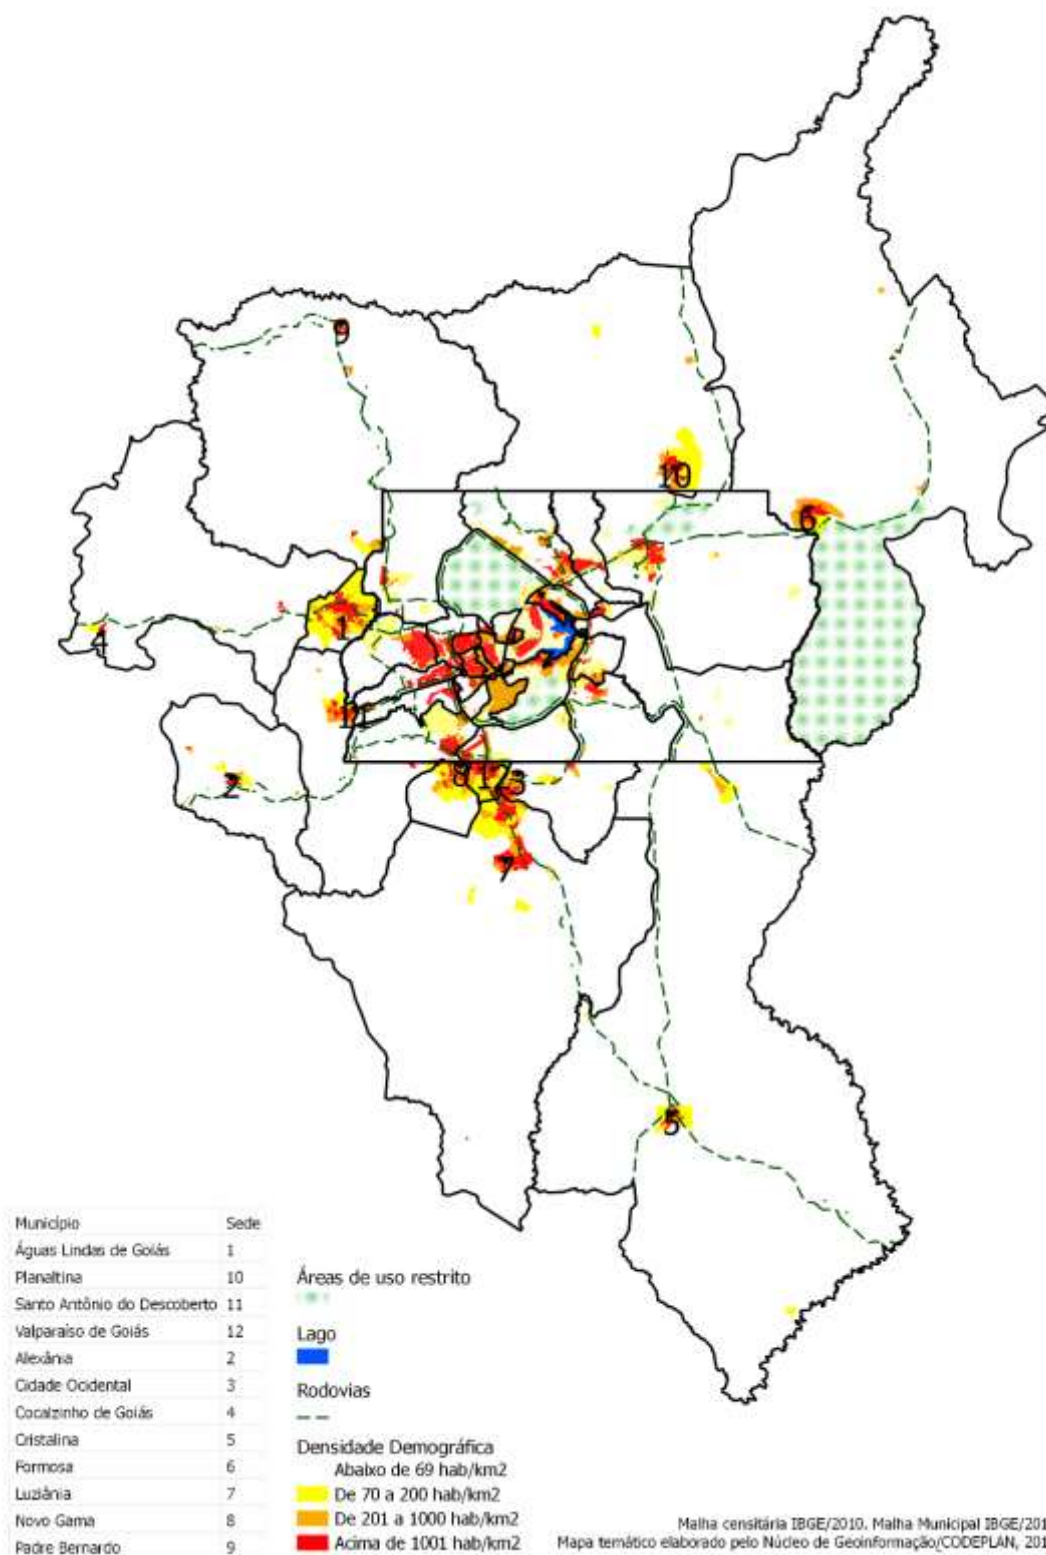 9
10
6
1
4
11
2
8 12 3
7
5
Município Sede
Águas Lindas de Goiás 1
Planaltina 10
Santo Antônio do Descoberto 11
Valparaíso de Goiás 12
Alexânia 2
Cidade Ocidental 3
Cocalzinho de Goiás 4
Cristalina 5
Formosa 6
Luziânia 7
Novo Gama 8
Padre Bernardo 9
Áreas de uso restrito
Lago
Rodovias
Densidade Demográfica
Abaixo de 69 hab/km2
De 70 a 200 hab/km2
De 201 a 1000 hab/km2
Acima de 1001 hab/km2
Malha censitária IBGE/2010. Malha Municipal IBGE/201
Mapa temático elaborado pelo Núcleo de Geoinformação/CODEPLAN, 201